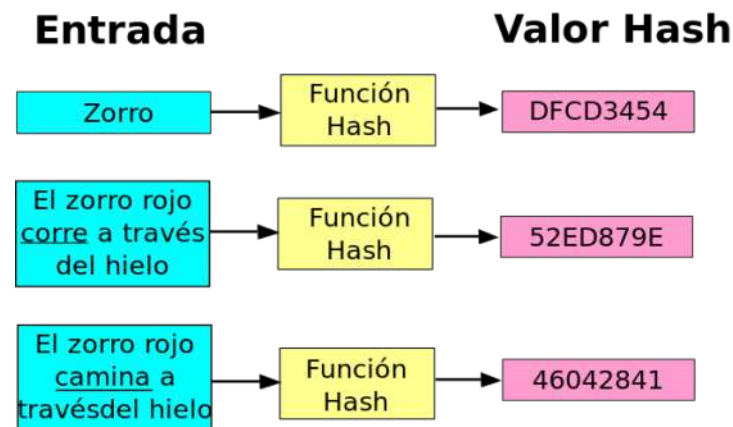 Entrada
Valor Hash
Zorro
Función
Hash
DFCD3454
El zorro rojo
corre a través
del hielo
Función
Hash
52ED879E
El zorro rojo
camina a
travésdel hielo
Función
Hash
46042841